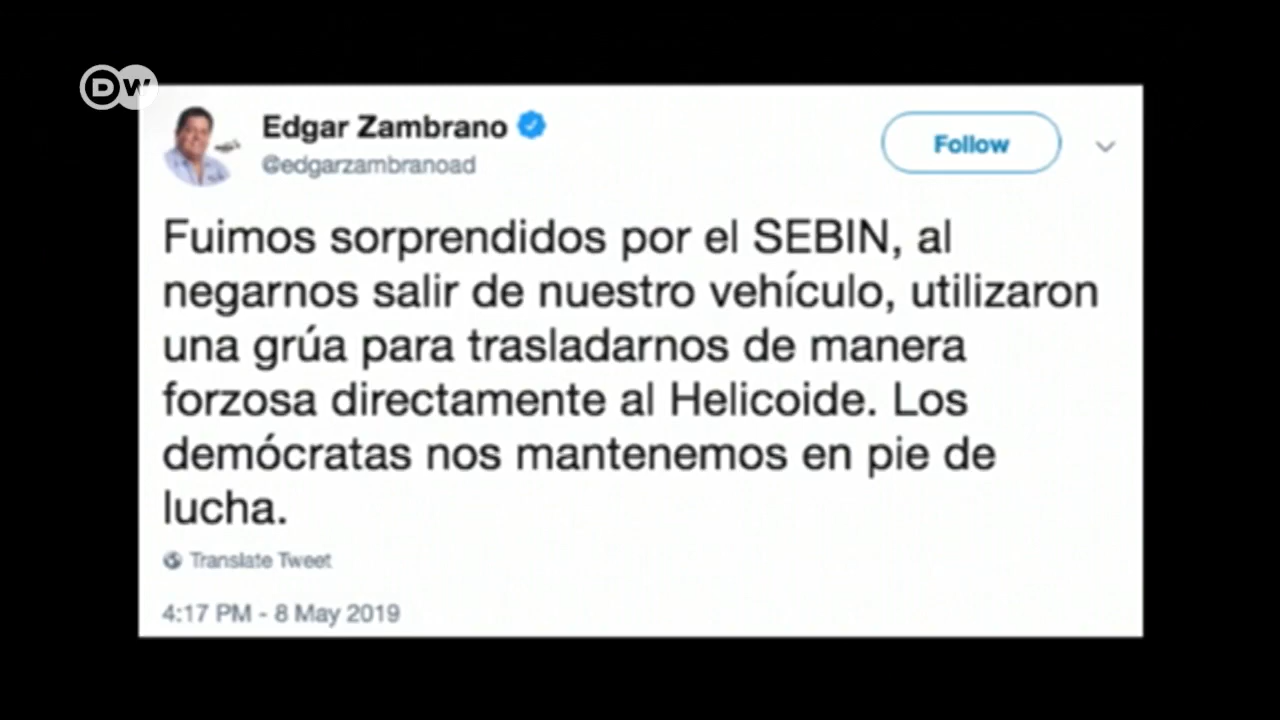 DW
Edgar Zambrano
@edgarzambranoad
Follow
Fuimos sorprendidos por el SEBIN, al
negarnos salir de nuestro vehículo, utilizaron
una grúa para trasladarnos de manera
forzosa directamente al Helicoide. Los
demócratas nos mantenemos en pie de
lucha.
Translate Tweet
4:17 PM - 8 May 2019